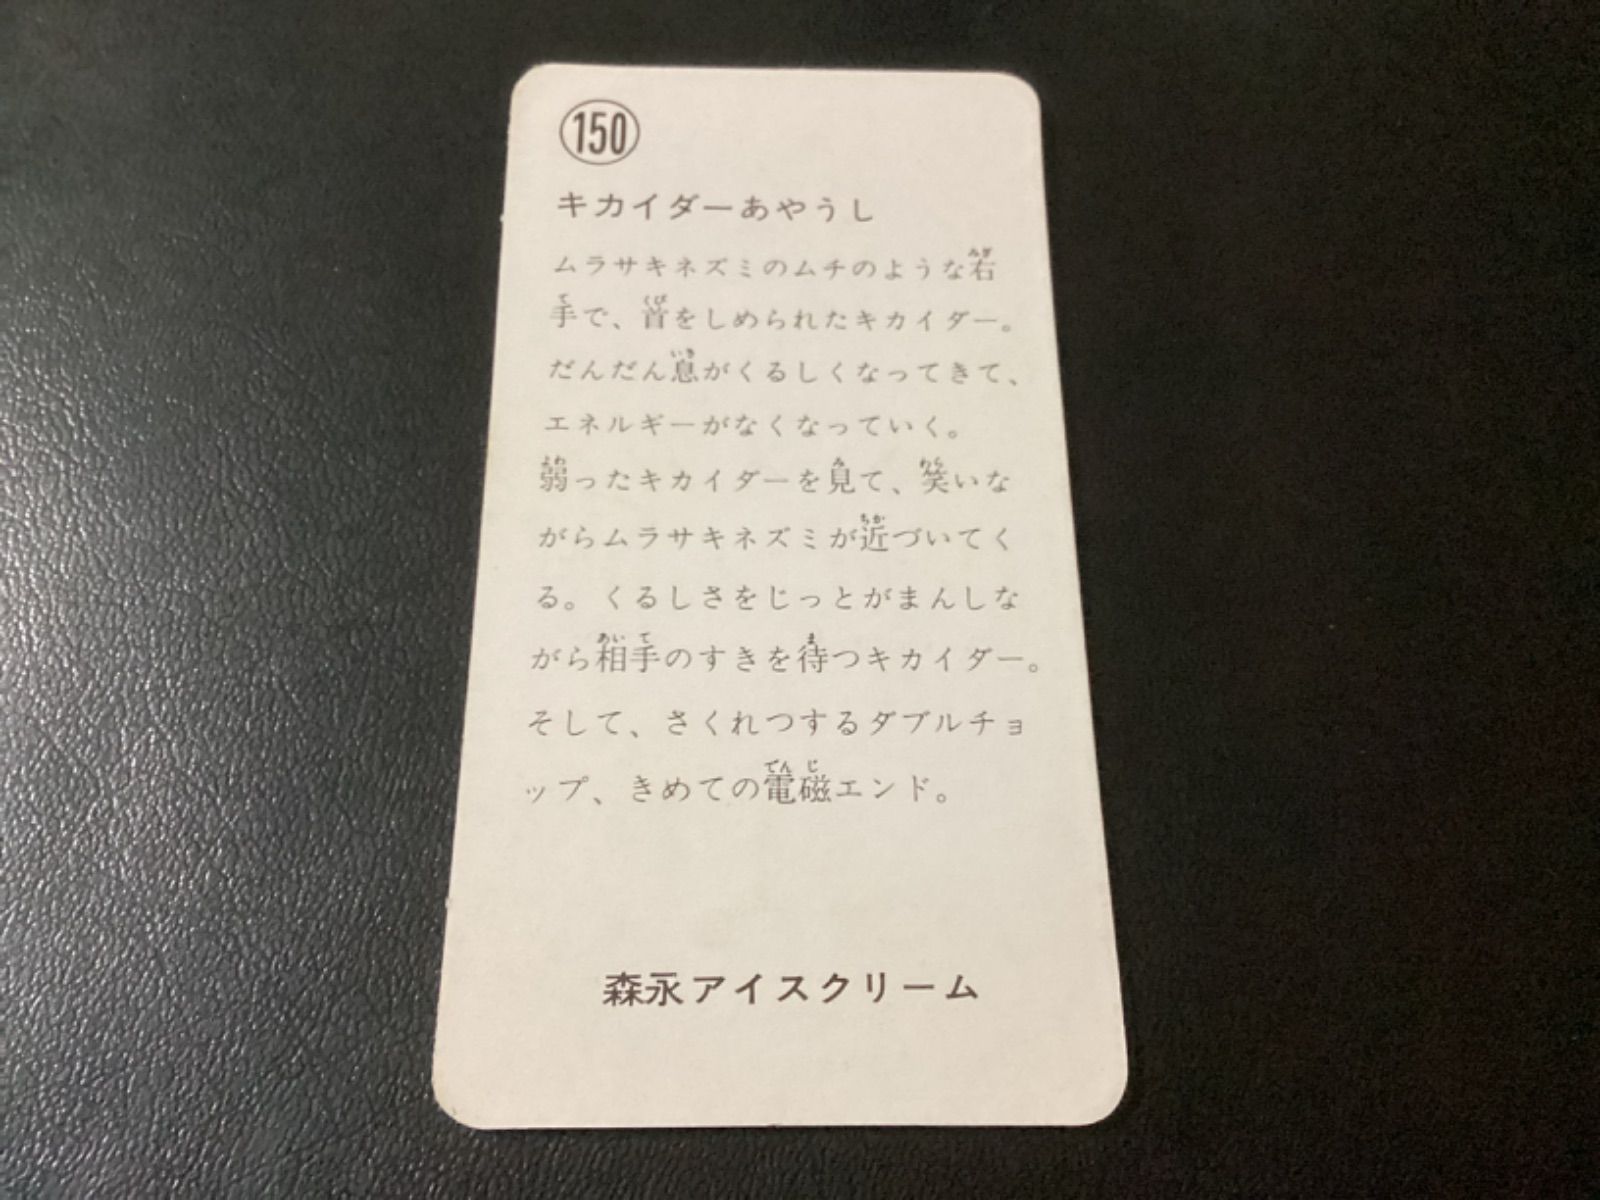 150
キカイダーあやうし
ムラサキネズミのムチのような右
手で、首をしめられたキカイダー。
だんだん息がくるしくなってきて、
エネルギーがなくなっていく。
弱ったキカイダーを見て、笑いな
がらムラサキネズミが近づいてく
る。くるしさをじっとがまんしな
がら相手のすきを待つキカイダー。
そして、さくれつするダブルチョ
ップ、きめての電磁エンド。
森永アイスクリーム